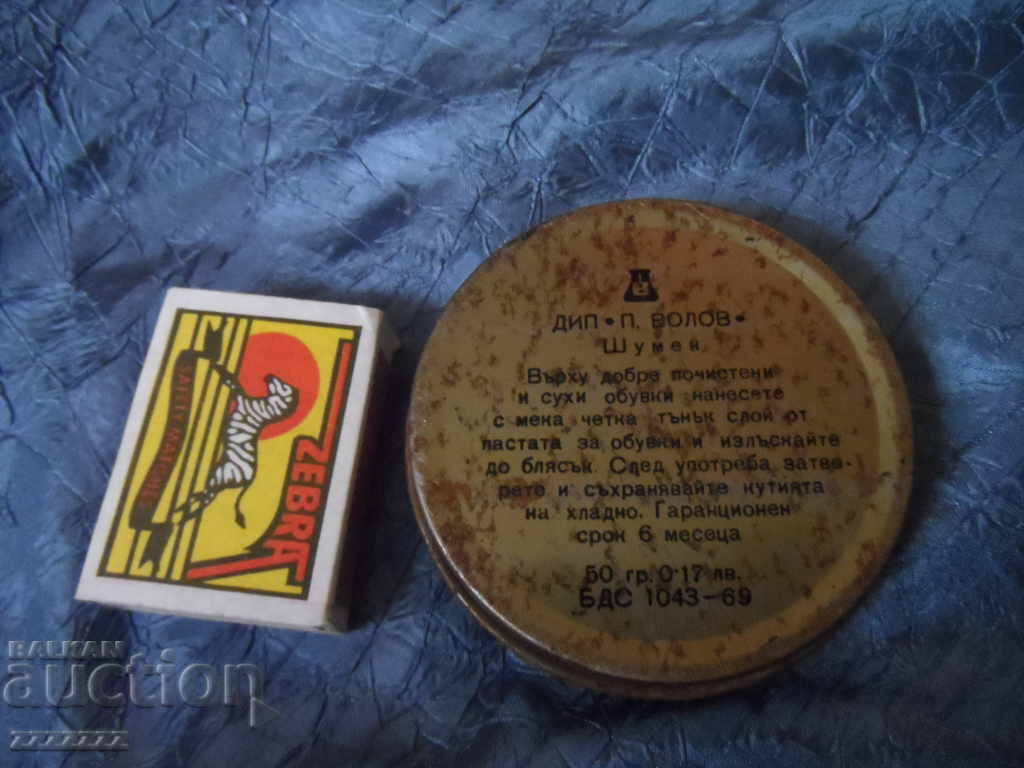 ZEBRA
SAFETY MATCHES
ДИП • П. ВОЛОВ •
Шумен
Върху добре почистени
и сухи обувки нанесете
с мека четка тънък слой от
пастата за обувки и излъскайте
до блясък. След употреба затво-
рете и съхранявайте кутията
на хладно. Гаранционен
срок 6 месеца
50 гр. 0·17 лв.
БДС 1043-69
BALKAN
auction